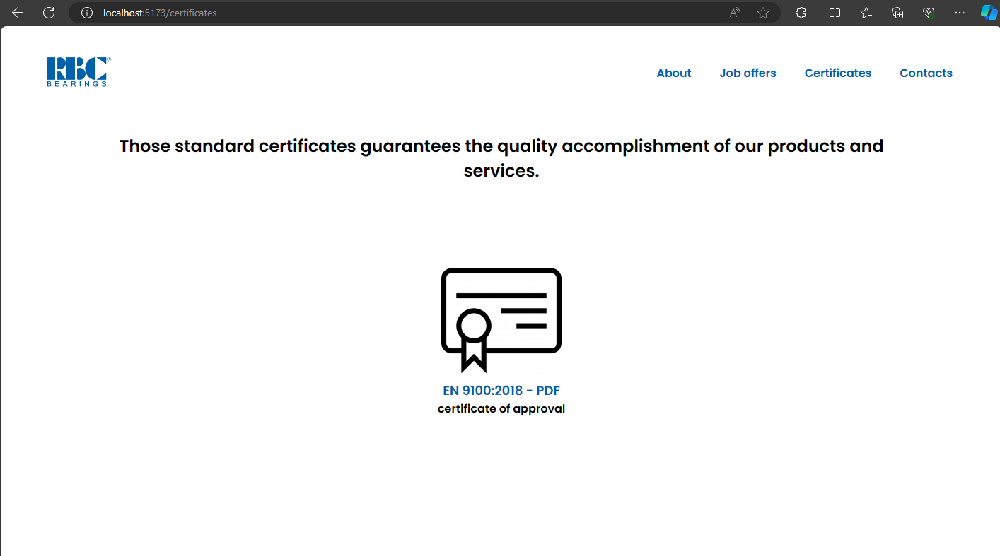 localhost:5173/certificates
RBC®
BEARINGS
About Job offers Certificates Contacts
Those standard certificates guarantees the quality accomplishment of our products and
services.
EN 9100:2018 - PDF
certificate of approval